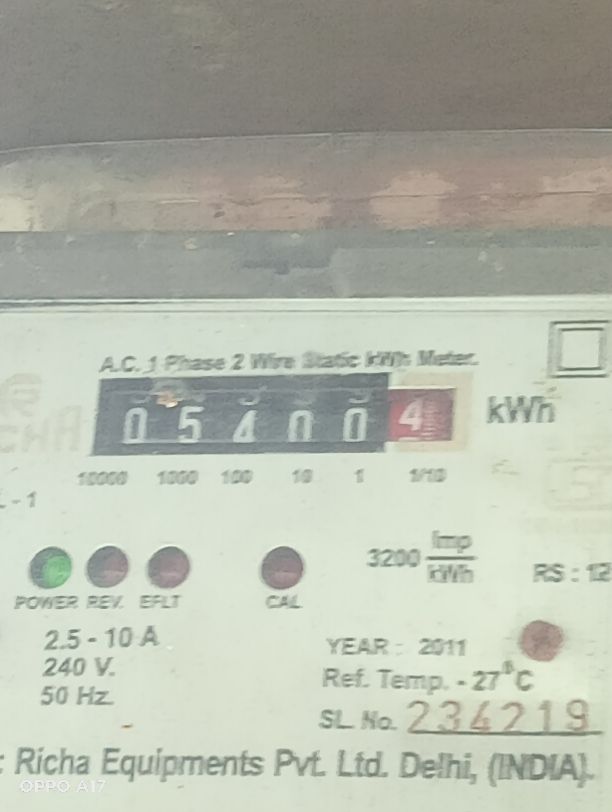 A.C. 1 Phase 2 Wire Static kWh Meter.
0 5 4 0 0 4 kWh
10000 1000 100 10 1 1/10
L - 1
3200 Imp/kWh
RS : 12
POWER REV. EFLT CAL
2.5 - 10 A
240 V.
50 Hz.
YEAR : 2011
Ref. Temp. - 27°C
SL. No. 234219
: Richa Equipments Pvt. Ltd. Delhi, (INDIA).
OPPO A17